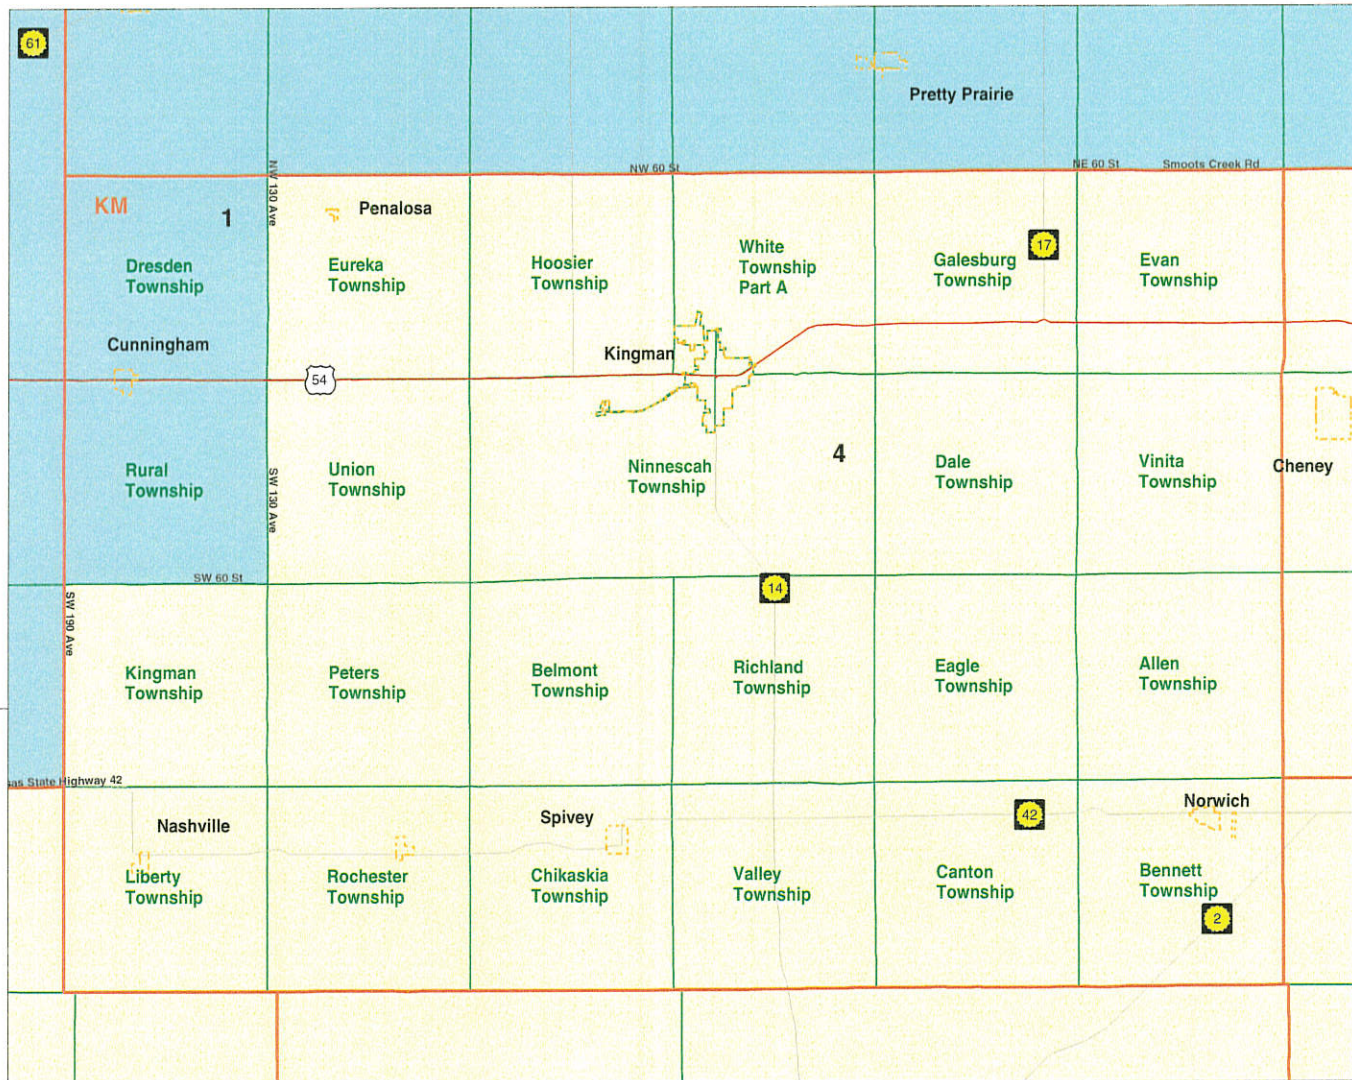 61
Pretty Prairie
NW 60 St
NE 60 St
Smoots Creek Rd
NW 130 Ave
KM
1
Penalosa
Dresden
Township
Eureka
Township
Hoosier
Township
White
Township
Part A
Galesburg
Township
17
Evan
Township
Cunningham
Kingman
54
Rural
Township
SW 130 Ave
Union
Township
Ninnescah
Township
4
Dale
Township
Vinita
Township
Cheney
SW 60 St
14
SW 190 Ave
Kingman
Township
Peters
Township
Belmont
Township
Richland
Township
Eagle
Township
Allen
Township
sas State Highway 42
Nashville
Spivey
42
Norwich
Liberty
Township
Rochester
Township
Chikaskia
Township
Valley
Township
Canton
Township
Bennett
Township
2